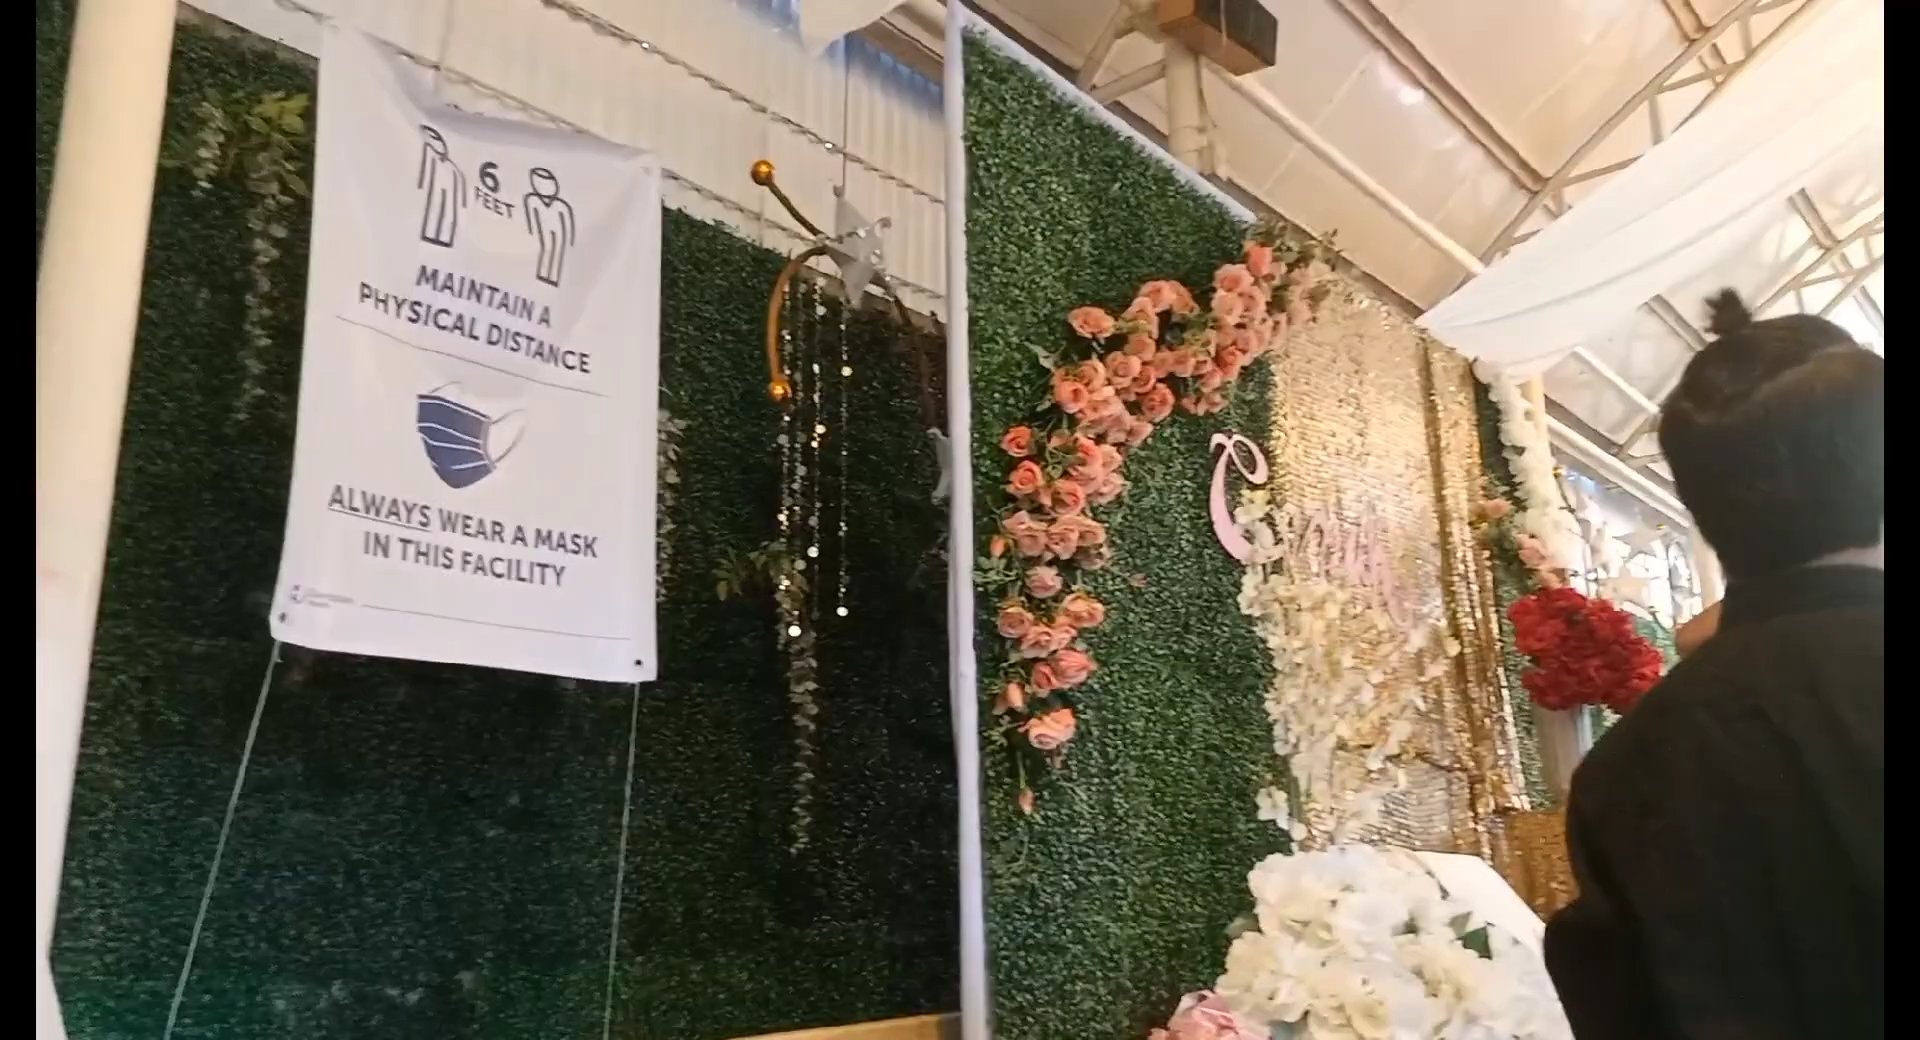 6
FEET
MAINTAIN A
PHYSICAL DISTANCE
ALWAYS WEAR A MASK
IN THIS FACILITY